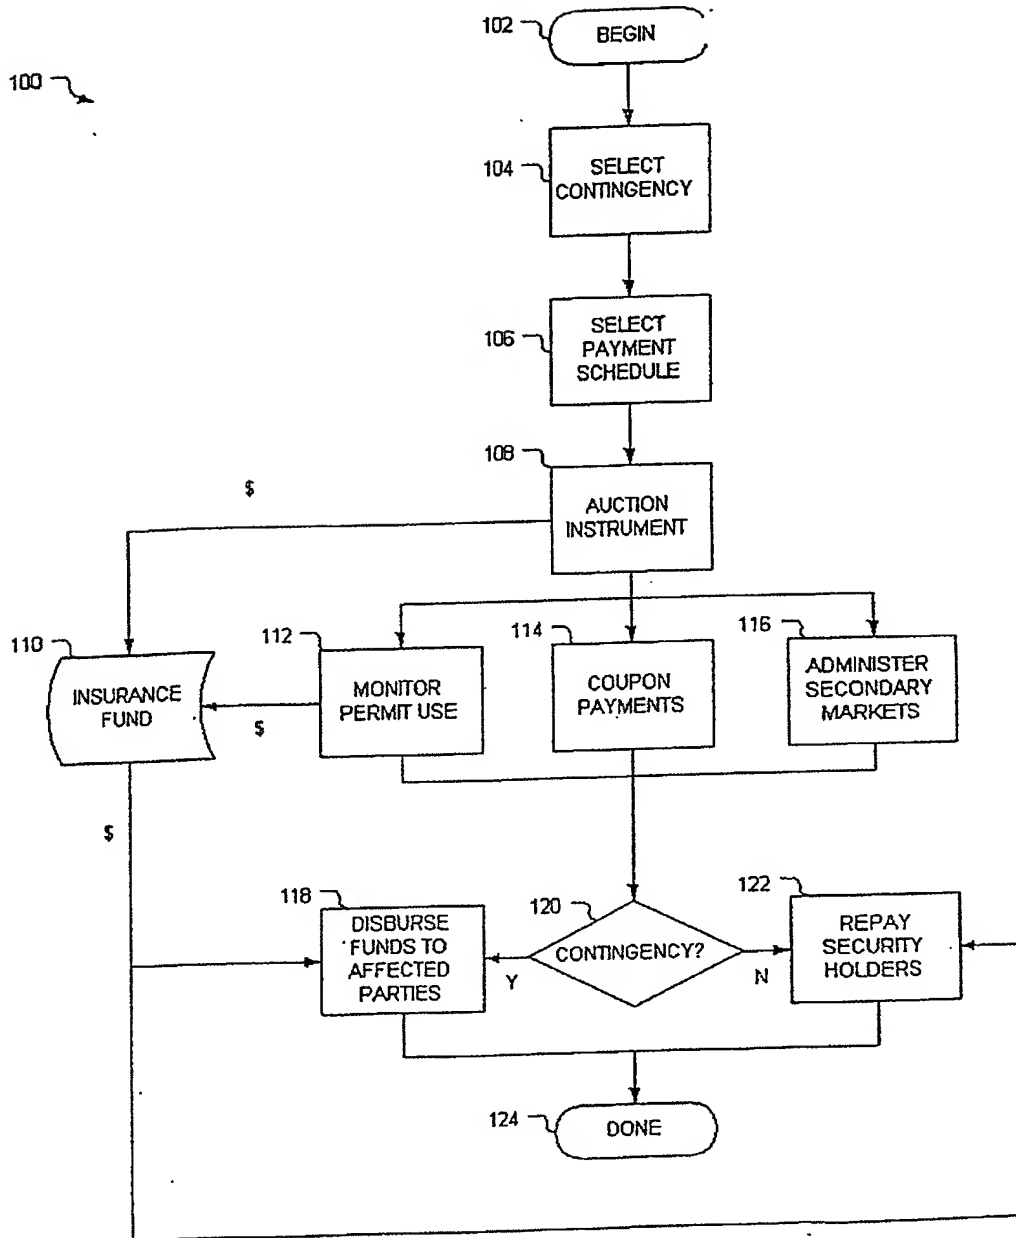 102
BEGIN
100
104
SELECT
CONTINGENCY
106
SELECT
PAYMENT
SCHEDULE
108
$
AUCTION
INSTRUMENT
110
INSURANCE
FUND
112
MONITOR
PERMIT USE
$
114
COUPON
PAYMENTS
116
ADMINISTER
SECONDARY
MARKETS
$
118
DISBURSE
FUNDS TO
AFFECTED
PARTIES
120
CONTINGENCY?
Y
N
122
REPAY
SECURITY
HOLDERS
124
DONE